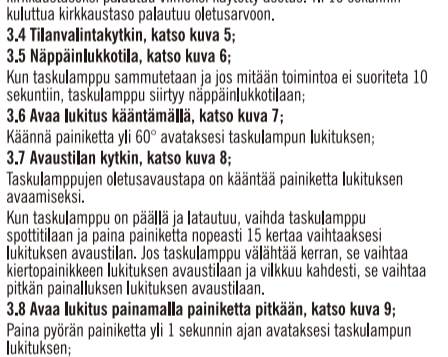 kuluttua kirkkaustaso palautuu oletusarvoon.
3.4 Tilanvalintakytkin, katso kuva 5;
3.5 Näppäinlukkotila, katso kuva 6;
Kun taskulamppu sammutetaan ja jos mitään toimintoa ei suoriteta 10
sekuntiin, taskulamppu siirtyy näppäinlukkotilaan;
3.6 Avaa lukitus kääntämällä, katso kuva 7;
Käännä painiketta yli 60° avataksesi taskulampun lukituksen;
3.7 Avaustilan kytkin, katso kuva 8;
Taskulamppujen oletusavaustapa on kääntää painiketta lukituksen
avaamiseksi.
Kun taskulamppu on päällä ja latautuu, vaihda taskulamppu
spottitilaan ja paina painiketta nopeasti 15 kertaa vaihtaaksesi
lukituksen avaustilan. Jos taskulamppu välähtää kerran, se vaihtaa
kiertopainikkeen lukituksen avaustilaan ja vilkkuu kahdesti, se vaihtaa
pitkän painalluksen lukituksen avaustilaan.
3.8 Avaa lukitus painamalla painiketta pitkään, katso kuva 9;
Paina pyörän painiketta yli 1 sekunnin ajan avataksesi taskulampun
lukituksen;